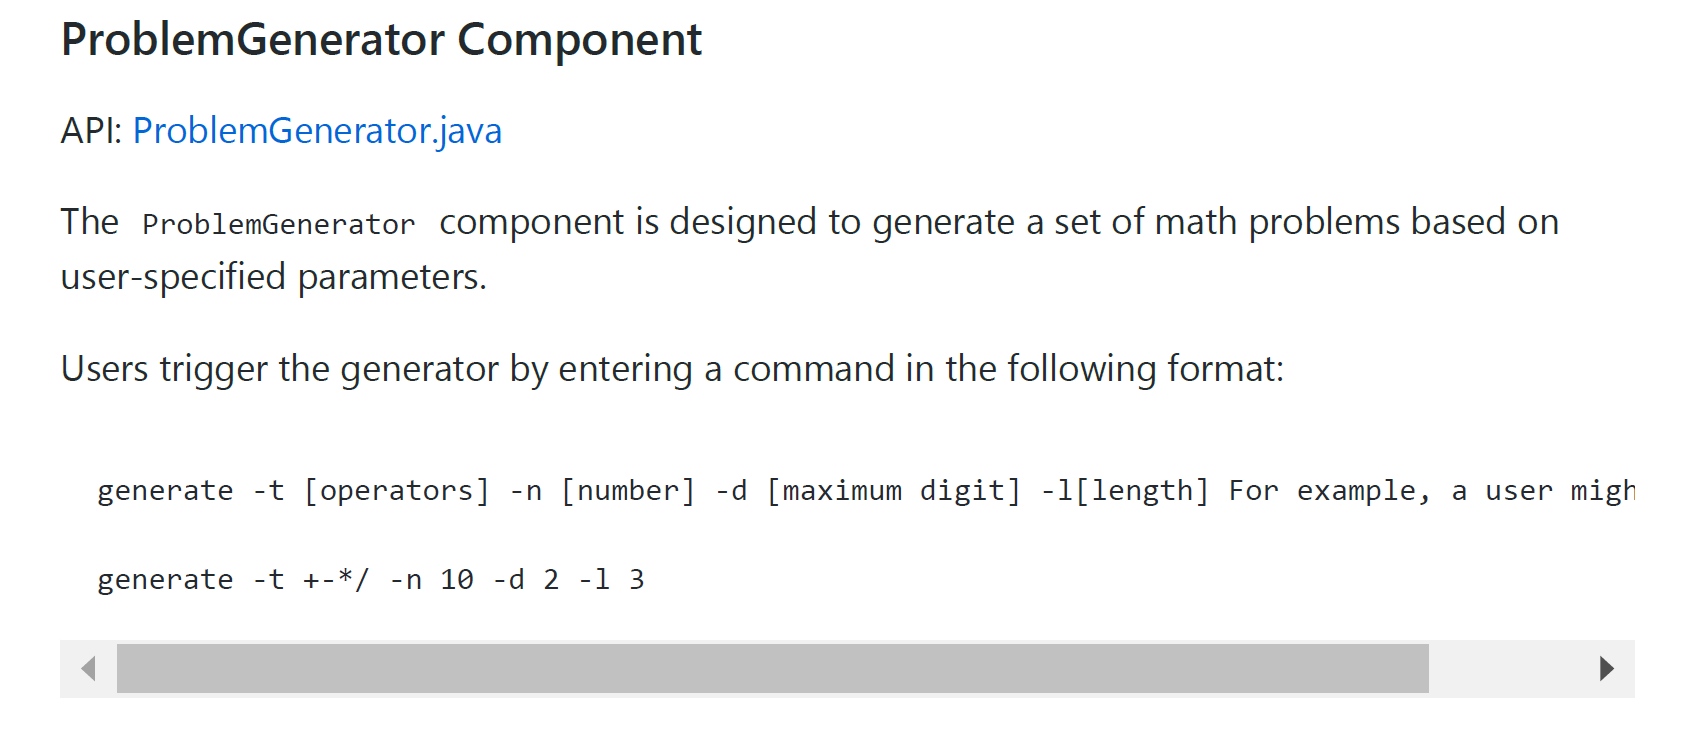 ProblemGenerator Component
API: ProblemGenerator.java
The ProblemGenerator component is designed to generate a set of math problems based on
user-specified parameters.
Users trigger the generator by entering a command in the following format:
generate -t [operators] -n [number] -d [maximum digit] -l[length] For example, a user migh
generate -t +-*/ -n 10 -d 2 -l 3